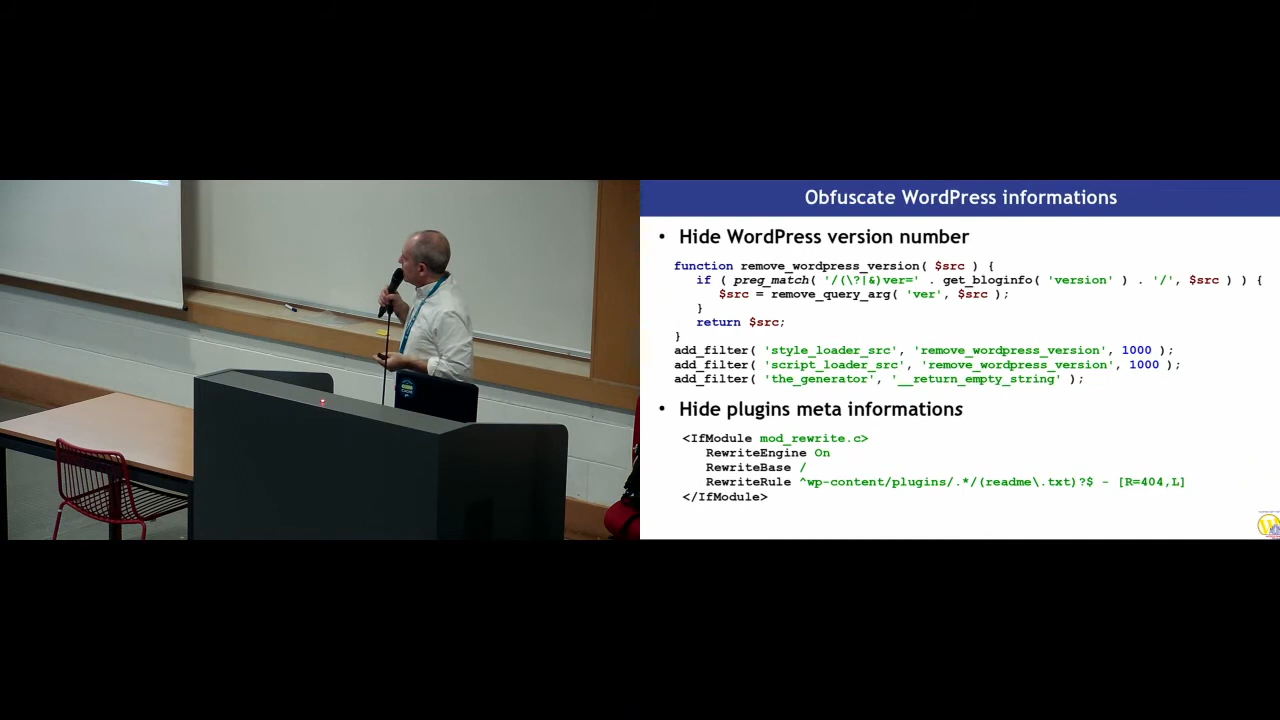 Obfuscate WordPress informations
• Hide WordPress version number
function remove_wordpress_version( $src ) {
if ( preg_match( '/(\?|&)ver=' . get_bloginfo( 'version' ) . '/', $src ) ) {
$src = remove_query_arg( 'ver', $src );
}
return $src;
}
add_filter( 'style_loader_src', 'remove_wordpress_version', 1000 );
add_filter( 'script_loader_src', 'remove_wordpress_version', 1000 );
add_filter( 'the_generator', '__return_empty_string' );
• Hide plugins meta informations
<IfModule mod_rewrite.c>
RewriteEngine On
RewriteBase /
RewriteRule ^wp-content/plugins/.*/(readme\.txt)?$ - [R=404,L]
</IfModule>